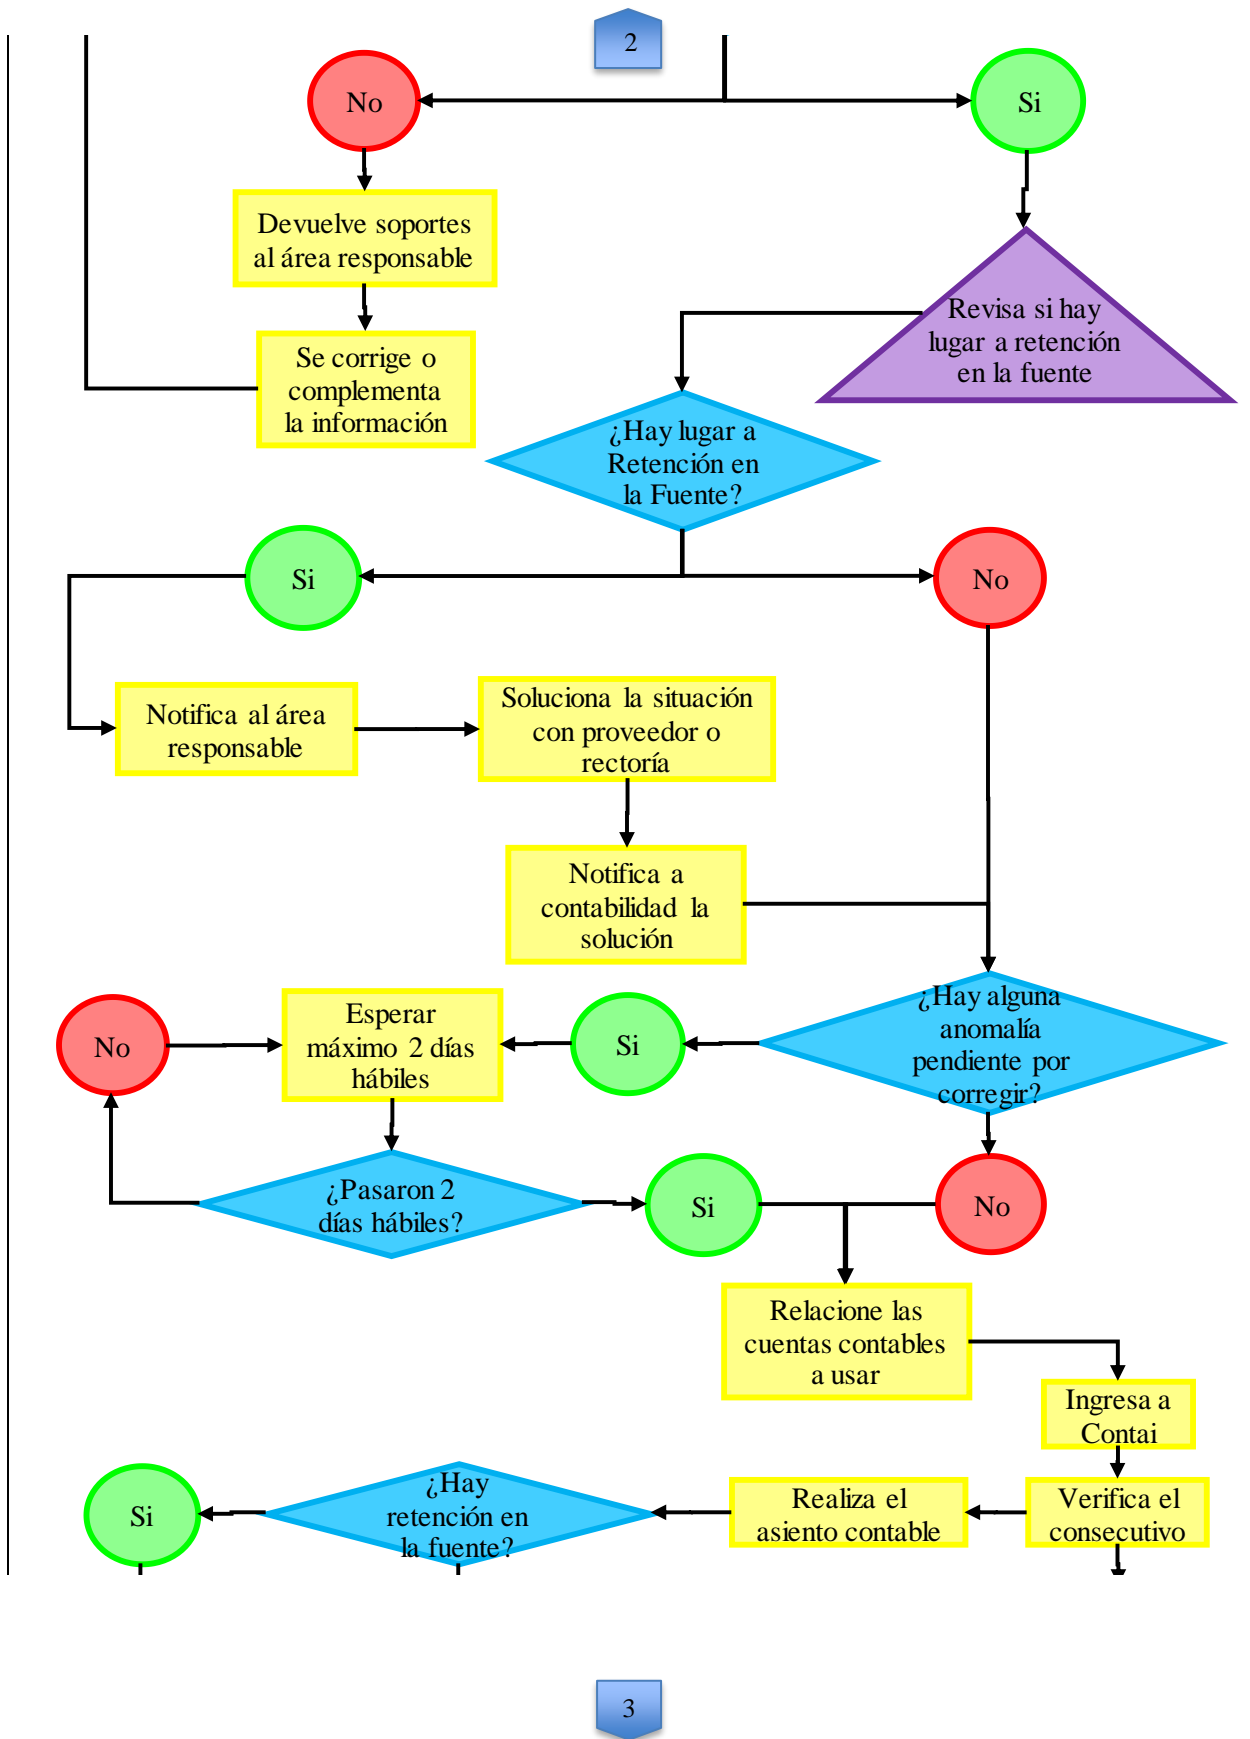 2
No
Si
Devuelve soportes
al área responsable
Revisa si hay
lugar a retención
en la fuente
Se corrige o
complementa
la información
¿Hay lugar a
Retención en
la Fuente?
Si
No
Notifica al área
responsable
Soluciona la situación
con proveedor o
rectoría
Notifica a
contabilidad la
solución
¿Hay alguna
anomalía
pendiente por
corregir?
Si
Esperar
máximo 2 días
hábiles
No
¿Pasaron 2
días hábiles?
Si
No
Relacione las
cuentas contables
a usar
Ingresa a
Contai
Verifica el
consecutivo
Realiza el
asiento contable
¿Hay
retención en
la fuente?
Si
3